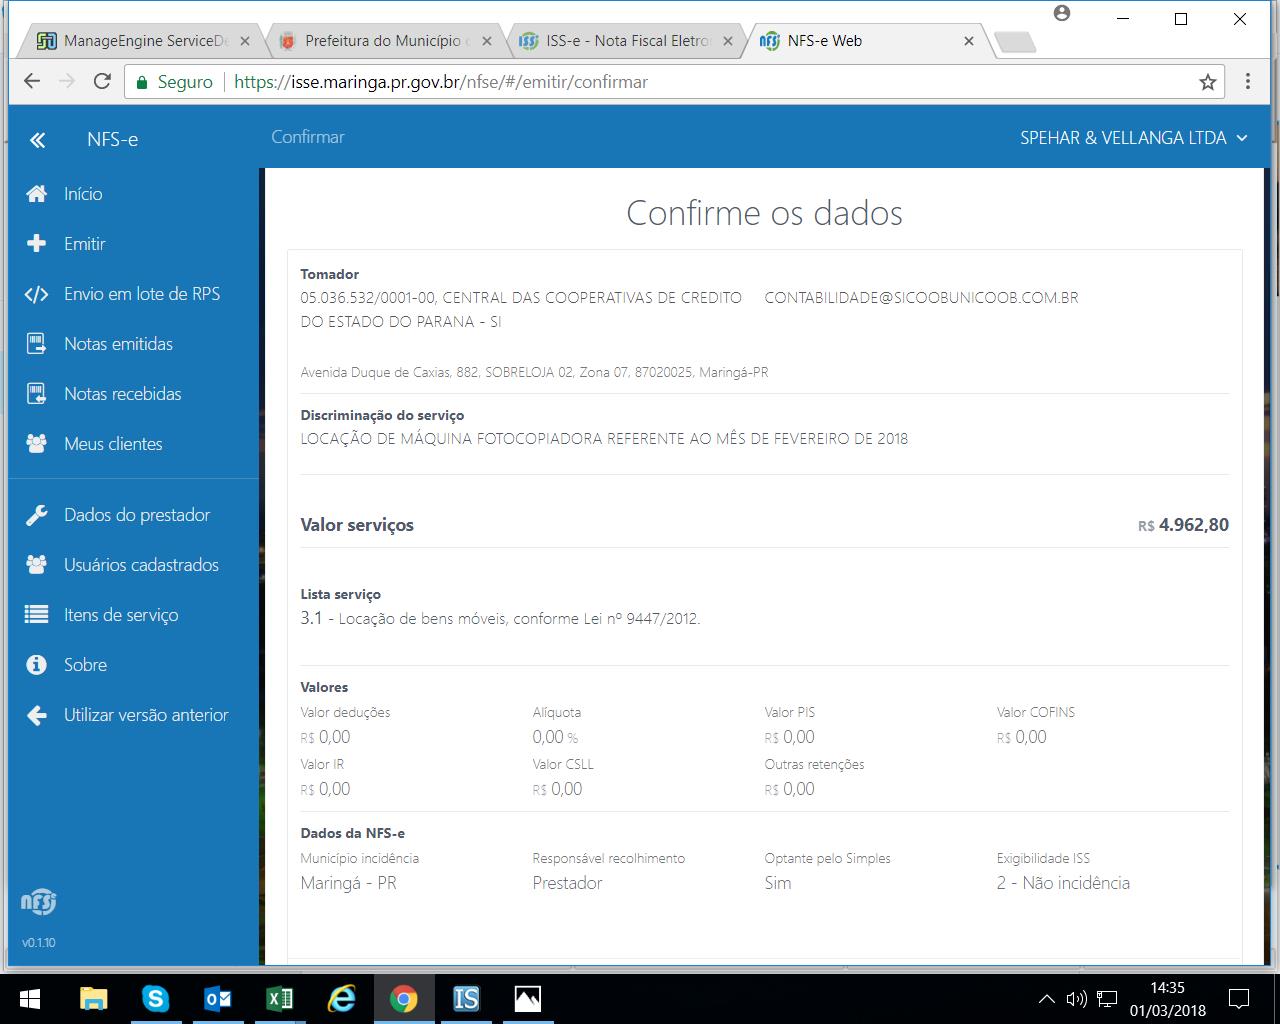 ManageEngine ServiceDe
Prefeitura do Município
ISS-e - Nota Fiscal Eletro
NFS-e Web
Seguro
https://isse.maringa.pr.gov.br/nfse/#/emitir/confirmar
NFS-e
Confirmar
SPEHAR & VELLANGA LTDA
Início
Emitir
Envio em lote de RPS
Notas emitidas
Notas recebidas
Meus clientes
Dados do prestador
Usuários cadastrados
Itens de serviço
Sobre
Utilizar versão anterior
nfsi
v0.1.10
Confirme os dados
Tomador
05.036.532/0001-00, CENTRAL DAS COOPERATIVAS DE CREDITO
DO ESTADO DO PARANA - SI
CONTABILIDADE@SICOOBUNICOOB.COM.BR
Avenida Duque de Caxias, 882, SOBRELOJA 02, Zona 07, 87020025, Maringá-PR
Discriminação do serviço
LOCAÇÃO DE MÁQUINA FOTOCOPIADORA REFERENTE AO MÊS DE FEVEREIRO DE 2018
Valor serviços
R$ 4.962,80
Lista serviço
3.1 - Locação de bens móveis, conforme Lei nº 9447/2012.
Valores
Valor deduções Alíquota Valor PIS Valor COFINS
R$ 0,00 0,00 % R$ 0,00 R$ 0,00
Valor IR Valor CSLL Outras retenções
R$ 0,00 R$ 0,00 R$ 0,00
Dados da NFS-e
Município incidência Responsável recolhimento Optante pelo Simples Exigibilidade ISS
Maringá - PR Prestador Sim 2 - Não incidência
14:35
01/03/2018